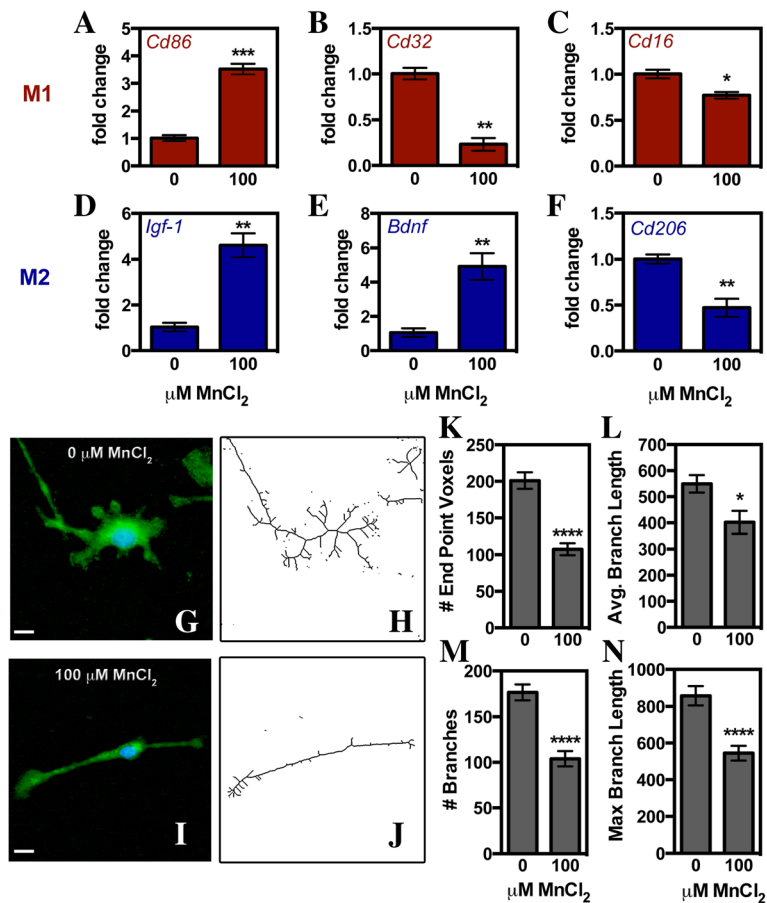 A
B
C
M1
Cd86
***
fold change
5
4
3
2
1
0
0 100
Cd32
**
fold change
1.5
1.0
0.5
0.0
0 100
Cd16
*
fold change
1.5
1.0
0.5
0.0
0 100
D
E
F
M2
Igf-1
**
fold change
6
4
2
0
0 100
µM MnCl2
Bdnf
**
fold change
8
6
4
2
0
0 100
µM MnCl2
Cd206
**
fold change
1.5
1.0
0.5
0.0
0 100
µM MnCl2
0 µM MnCl2
G
H
100 µM MnCl2
I
J
K
# End Point Voxels
250
200
150
100
50
0
****
0 100
L
Avg. Branch Length
700
600
500
400
300
200
100
0
*
0 100
M
# Branches
200
150
100
50
0
****
0 100
µM MnCl2
N
Max Branch Length
1000
800
600
400
200
0
****
0 100
µM MnCl2